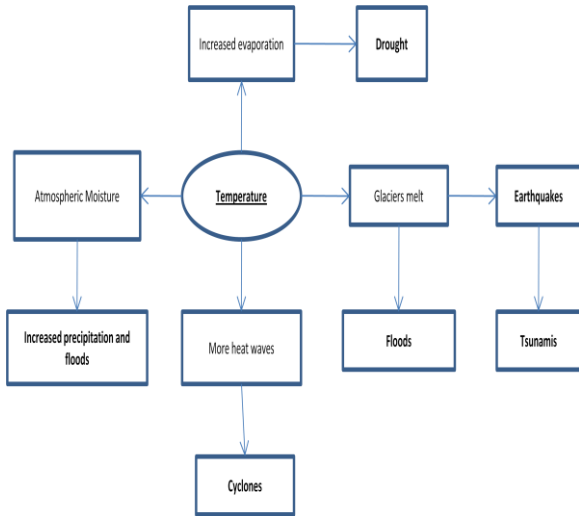 Increased evaporation
Drought
Atmospheric Moisture
Temperature
Glaciers melt
Earthquakes
Increased precipitation and
floods
More heat waves
Floods
Tsunamis
Cyclones